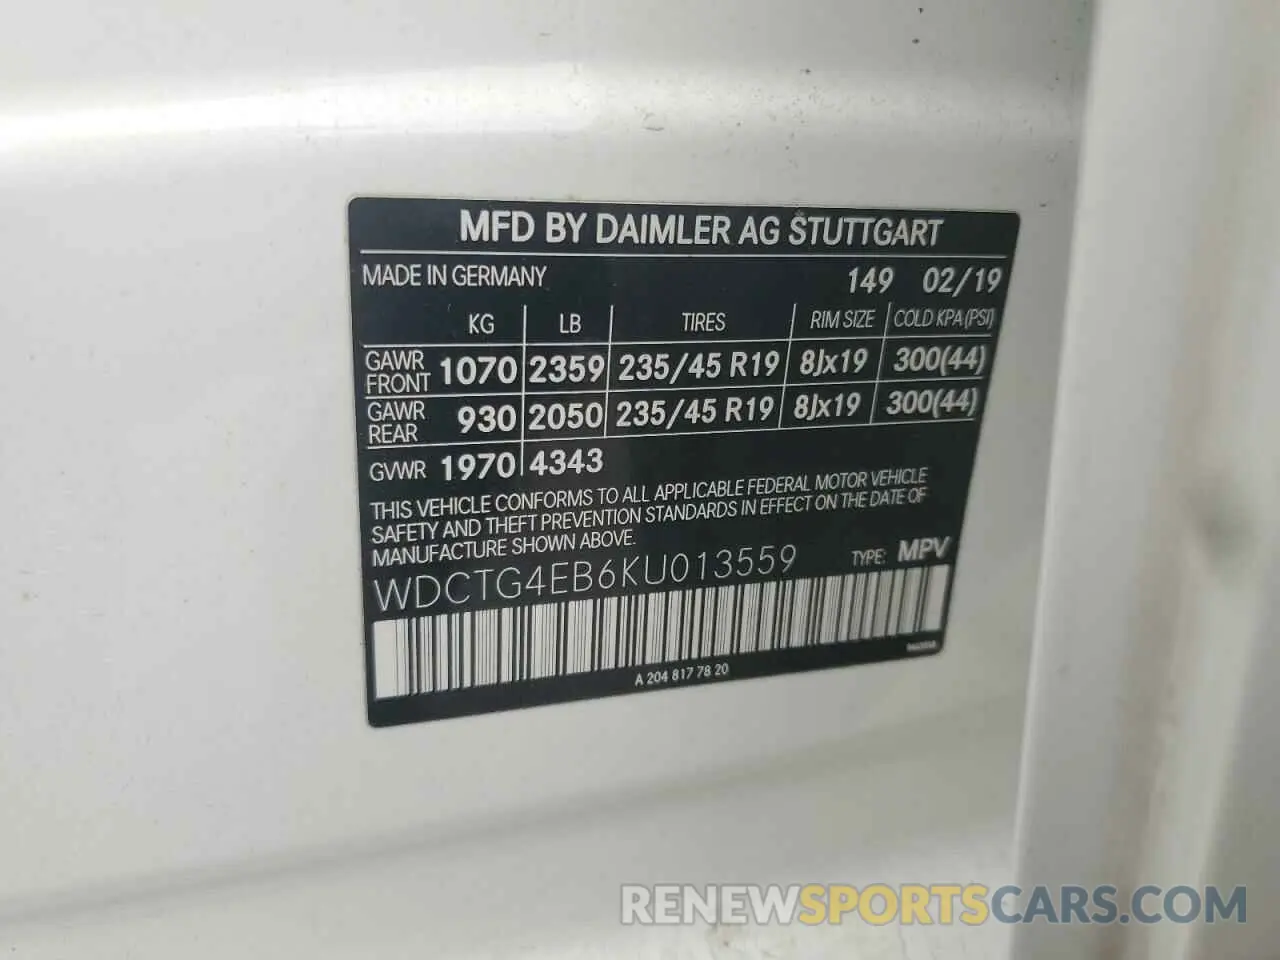 MFD BY DAIMLER AG STUTTGART
MADE IN GERMANY 149 02/19
KG LB TIRES RIM SIZE COLD KPA (PSI)
GAWR FRONT 1070 2359 235/45 R19 8Jx19 300(44)
GAWR REAR 930 2050 235/45 R19 8Jx19 300(44)
GVWR 1970 4343
THIS VEHICLE CONFORMS TO ALL APPLICABLE FEDERAL MOTOR VEHICLE
SAFETY AND THEFT PREVENTION STANDARDS IN EFFECT ON THE DATE OF
MANUFACTURE SHOWN ABOVE.
WDCTG4EB6KU013559 TYPE: MPV
A 204 817 78 20
RENEWSPORTSCARS.COM